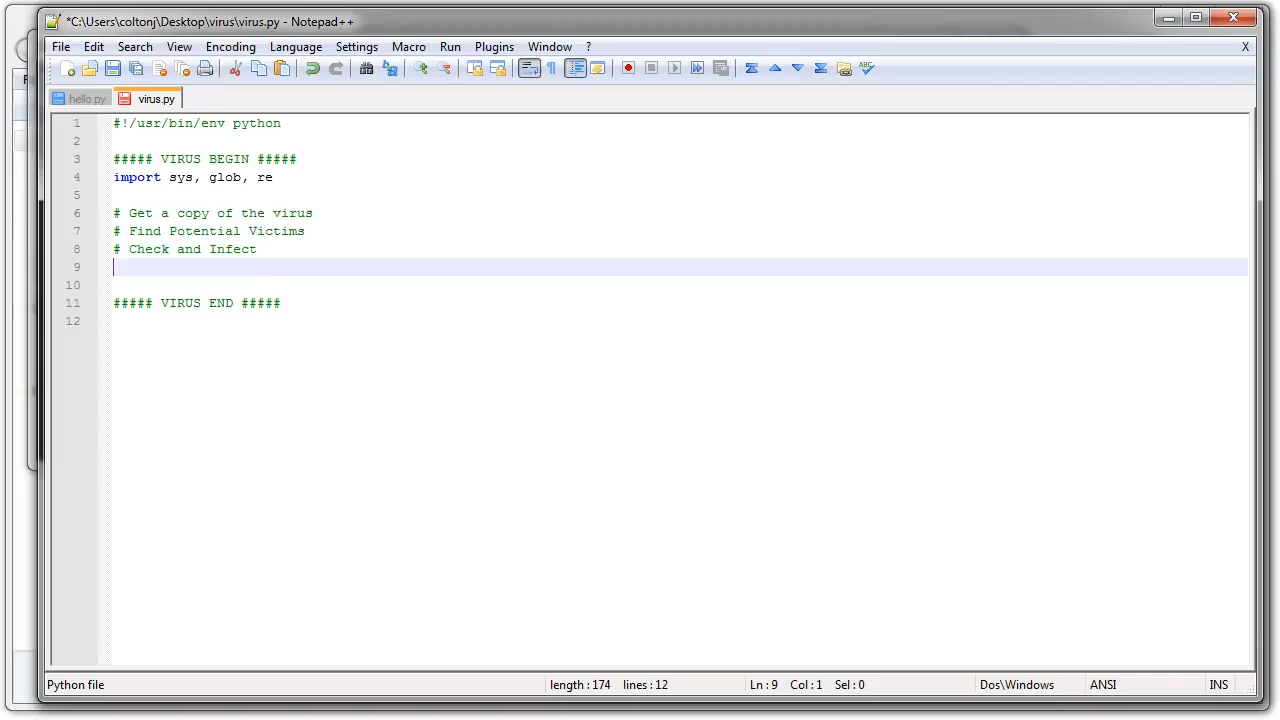 *C:\Users\coltonj\Desktop\virus\virus.py - Notepad++
File Edit Search View Encoding Language Settings Macro Run Plugins Window ? X
hello.py virus.py
1 #!/usr/bin/env python
2
3 ##### VIRUS BEGIN #####
4 import sys, glob, re
5
6 # Get a copy of the virus
7 # Find Potential Victims
8 # Check and Infect
9
10
11 ##### VIRUS END #####
12
Python file length : 174 lines : 12 Ln : 9 Col : 1 Sel : 0 Dos\Windows ANSI INS